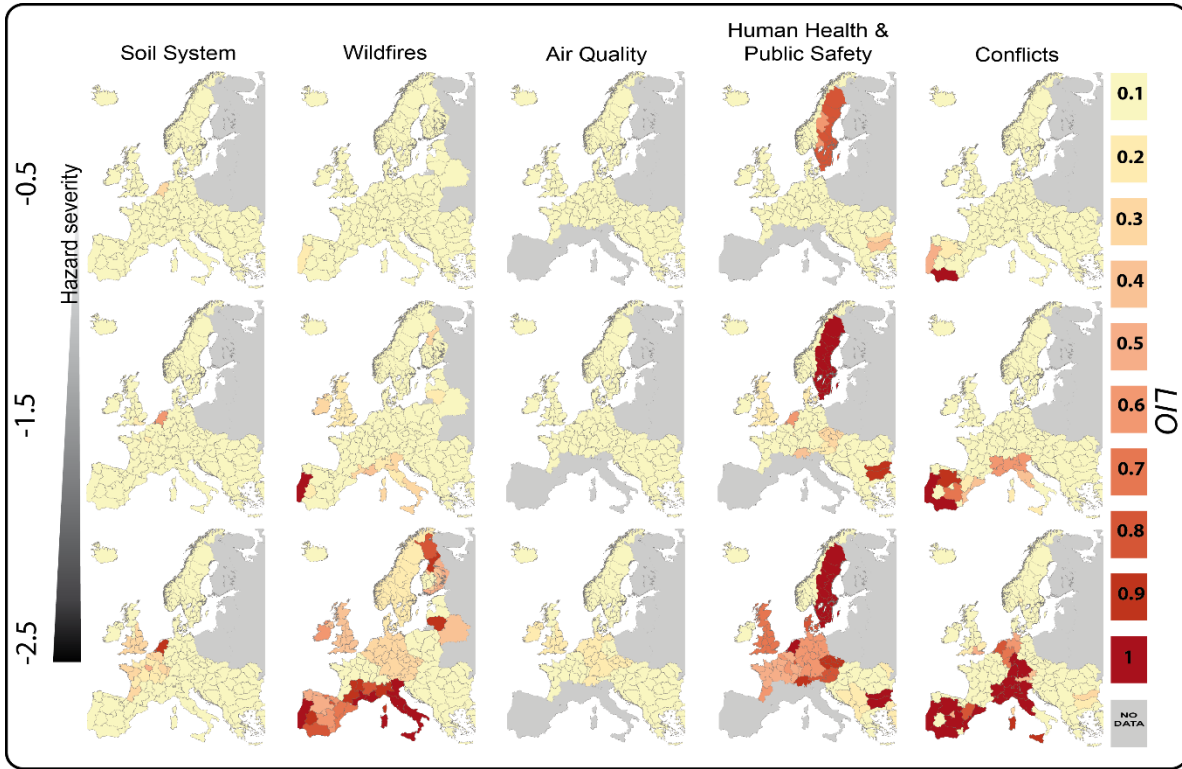 Soil System
Wildfires
Air Quality
Human Health &
Public Safety
Conflicts
Hazard severity
-0.5
-1.5
-2.5
0.1
0.2
0.3
0.4
0.5
0.6
0.7
0.8
0.9
1
NO
DATA
LIO